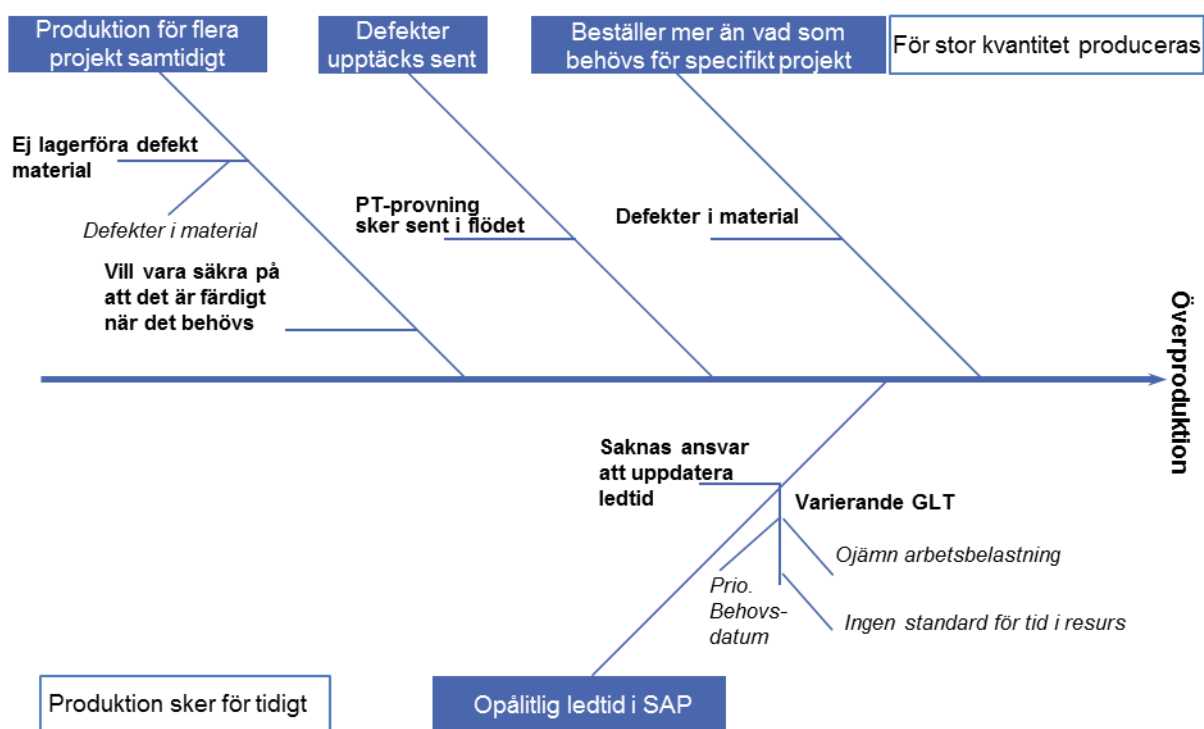 Produktion för flera
projekt samtidigt
Defekter
upptäcks sent
Beställer mer än vad som
behövs för specifikt projekt
För stor kvantitet produceras
Ej lagerföra defekt
material
Defekter i material
Vill vara säkra på
att det är färdigt
när det behövs
PT-provning
sker sent i flödet
Defekter i material
Överproduktion
Saknas ansvar
att uppdatera
ledtid
Varierande GLT
Ojämn arbetsbelastning
Prio.
Behovs-
datum
Ingen standard för tid i resurs
Produktion sker för tidigt
Opålitlig ledtid i SAP